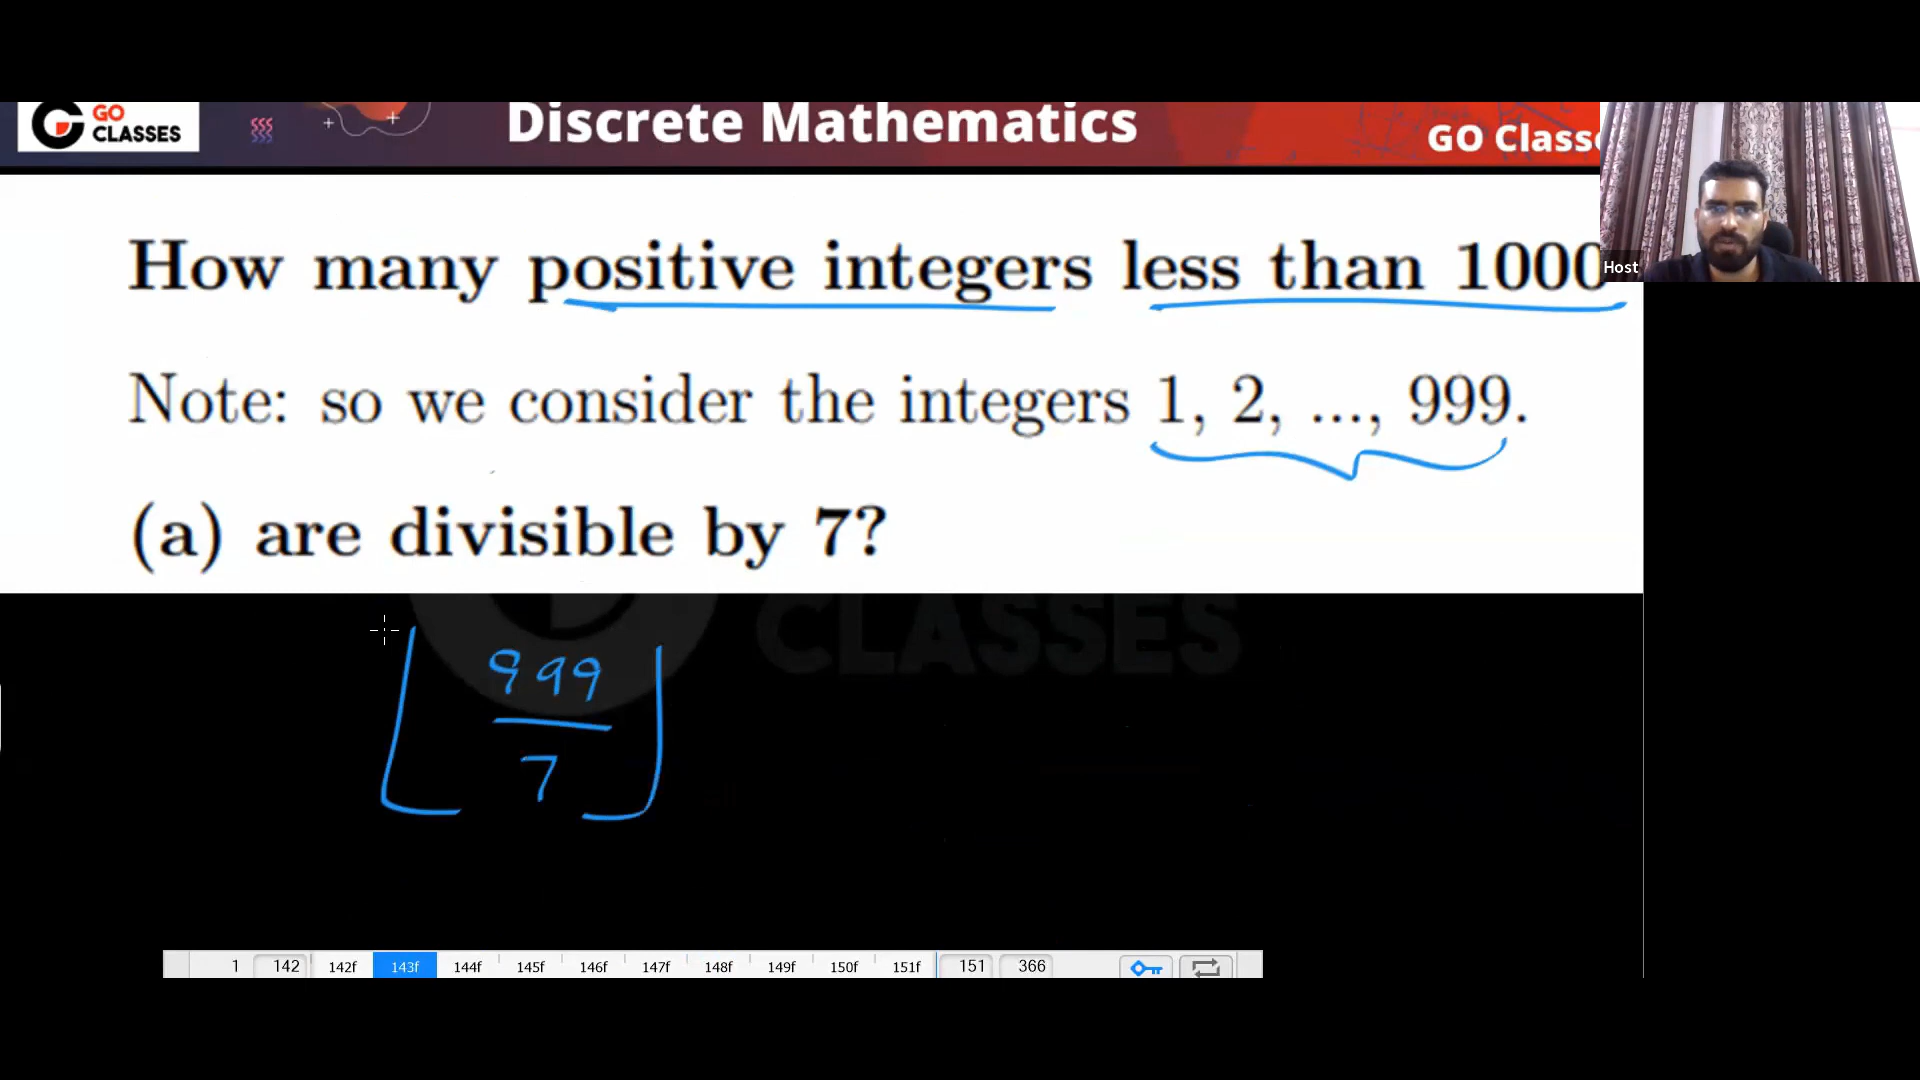 GO
CLASSES
Discrete Mathematics
GO Classe
Host
How many positive integers less than 1000
Note: so we consider the integers 1, 2, ..., 999.
(a) are divisible by 7?
CLASSES
999
7
1 142 142f 143f 144f 145f 146f 147f 148f 149f 150f 151f 151 366